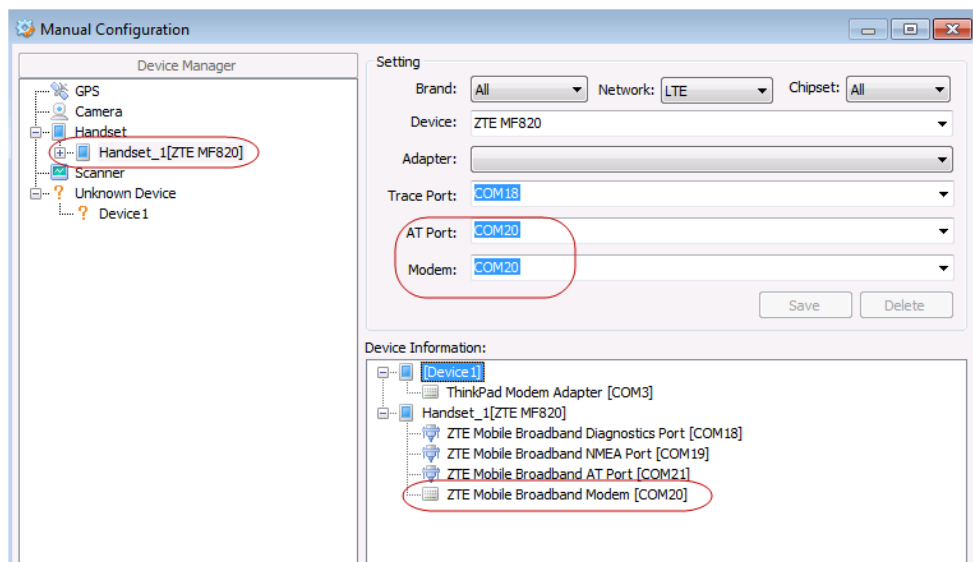 Manual Configuration
Device Manager
GPS
Camera
Handset
Handset_1[ZTE MF820]
Scanner
Unknown Device
Device1
Setting
Brand: All Network: LTE Chipset: All
Device: ZTE MF820
Adapter:
Trace Port: COM18
AT Port: COM20
Modem: COM20
Save Delete
Device Information:
[Device1]
ThinkPad Modem Adapter [COM3]
Handset_1[ZTE MF820]
ZTE Mobile Broadband Diagnostics Port [COM18]
ZTE Mobile Broadband NMEA Port [COM19]
ZTE Mobile Broadband AT Port [COM21]
ZTE Mobile Broadband Modem [COM20]